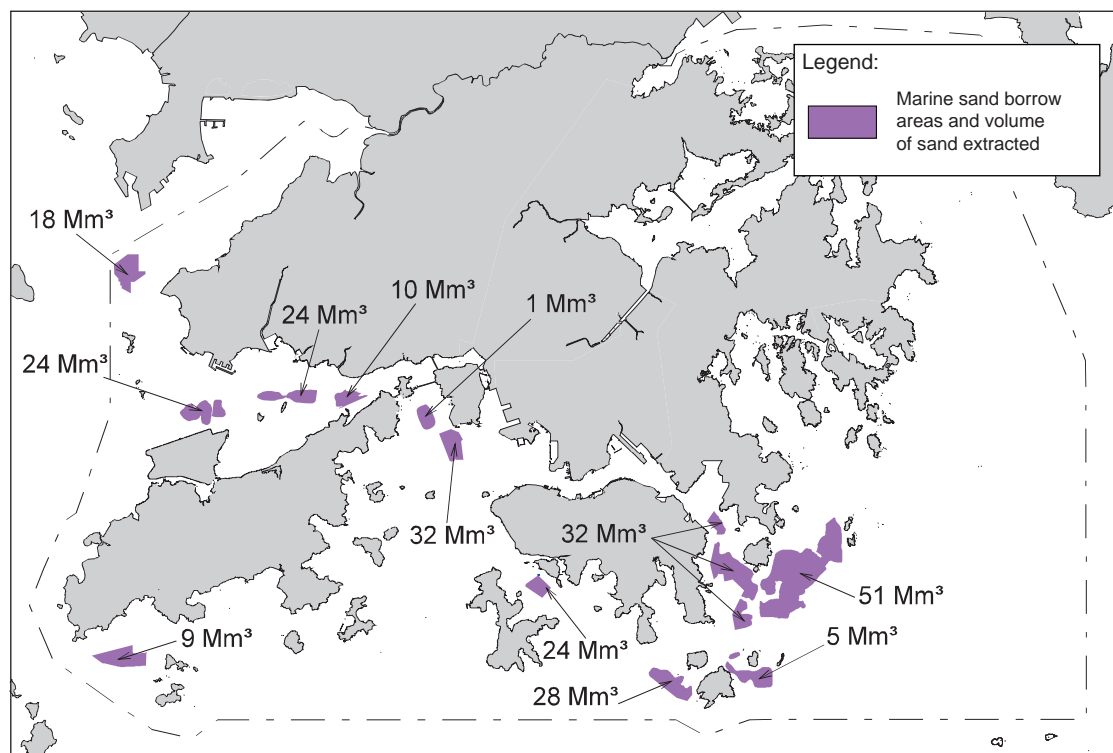 Legend:
Marine sand borrow
areas and volume
of sand extracted
18 Mm³
10 Mm³
1 Mm³
24 Mm³
24 Mm³
32 Mm³
32 Mm³
51 Mm³
9 Mm³
24 Mm³
5 Mm³
28 Mm³